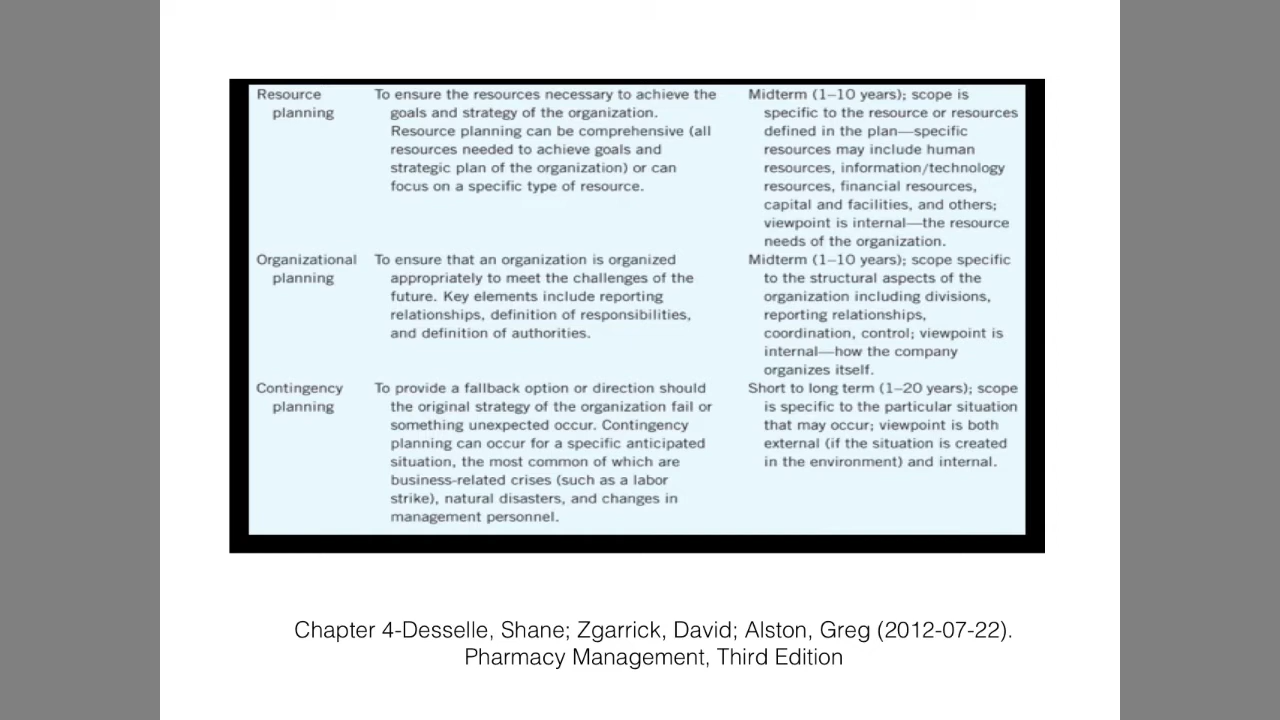 Resource planning
To ensure the resources necessary to achieve the
goals and strategy of the organization.
Resource planning can be comprehensive (all
resources needed to achieve goals and
strategic plan of the organization) or can
focus on a specific type of resource.
Midterm (1–10 years); scope is
specific to the resource or resources
defined in the plan—specific
resources may include human
resources, information/technology
resources, financial resources,
capital and facilities, and others;
viewpoint is internal—the resource
needs of the organization.
Organizational planning
To ensure that an organization is organized
appropriately to meet the challenges of the
future. Key elements include reporting
relationships, definition of responsibilities,
and definition of authorities.
Midterm (1–10 years); scope specific
to the structural aspects of the
organization including divisions,
reporting relationships,
coordination, control; viewpoint is
internal—how the company
organizes itself.
Contingency planning
To provide a fallback option or direction should
the original strategy of the organization fail or
something unexpected occur. Contingency
planning can occur for a specific anticipated
situation, the most common of which are
business-related crises (such as a labor
strike), natural disasters, and changes in
management personnel.
Short to long term (1–20 years); scope
is specific to the particular situation
that may occur; viewpoint is both
external (if the situation is created
in the environment) and internal.
Chapter 4-Desselle, Shane; Zgarrick, David; Alston, Greg (2012-07-22).
Pharmacy Management, Third Edition